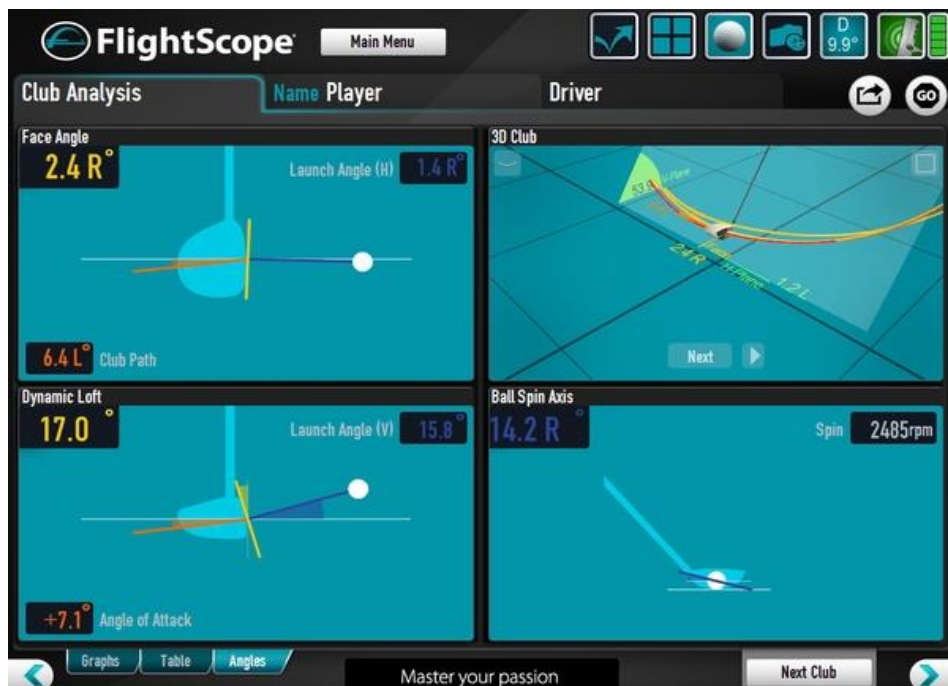 FlightScope
Main Menu
D
9.9°
Club Analysis
Name Player
Driver
GO
Face Angle
2.4 R°
Launch Angle (H) 1.4 R°
6.4 L° Club Path
3D Club
V-Plane
2.4 R
H-Plane
1.2 L
Next
Dynamic Loft
17.0°
Launch Angle (V) 15.8°
+7.1° Angle of Attack
Ball Spin Axis
14.2 R°
Spin 2485rpm
Graphs
Table
Angles
Master your passion
Next Club